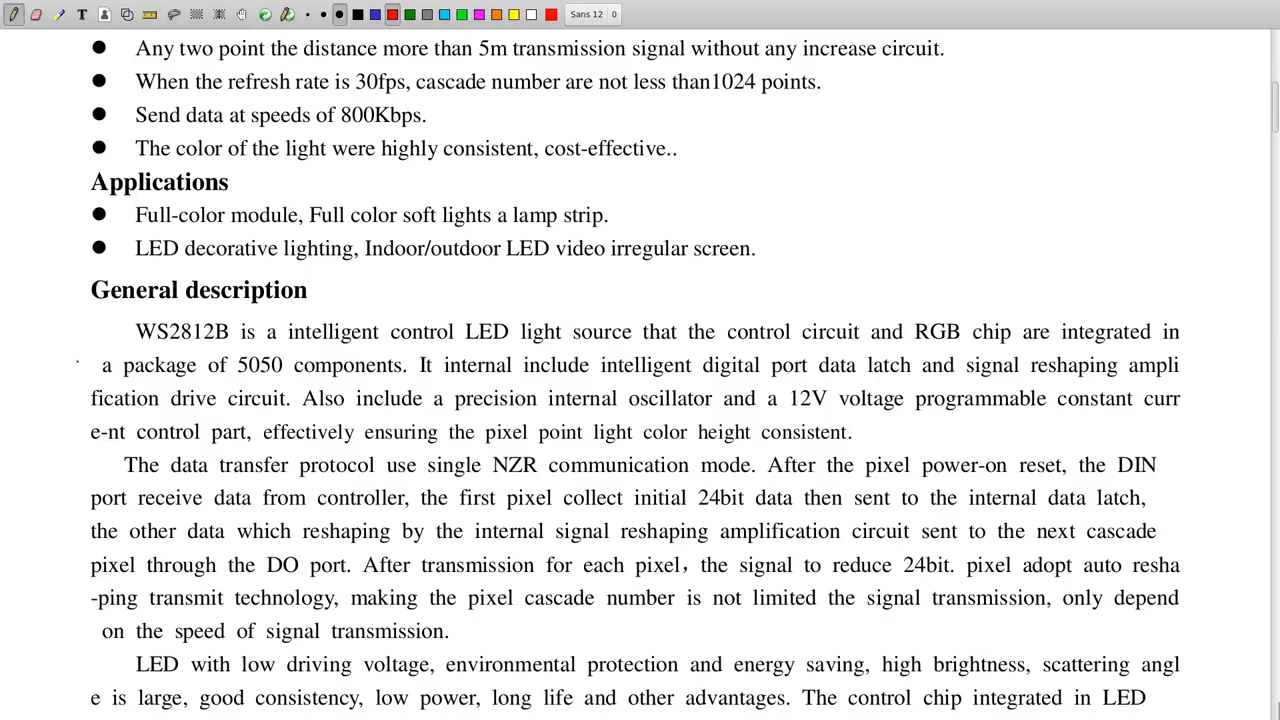 Sans 12 0
● Any two point the distance more than 5m transmission signal without any increase circuit.
● When the refresh rate is 30fps, cascade number are not less than1024 points.
● Send data at speeds of 800Kbps.
● The color of the light were highly consistent, cost-effective..
Applications
● Full-color module, Full color soft lights a lamp strip.
● LED decorative lighting, Indoor/outdoor LED video irregular screen.
General description
WS2812B is a intelligent control LED light source that the control circuit and RGB chip are integrated in
a package of 5050 components. It internal include intelligent digital port data latch and signal reshaping ampli
fication drive circuit. Also include a precision internal oscillator and a 12V voltage programmable constant curr
e-nt control part, effectively ensuring the pixel point light color height consistent.
The data transfer protocol use single NZR communication mode. After the pixel power-on reset, the DIN
port receive data from controller, the first pixel collect initial 24bit data then sent to the internal data latch,
the other data which reshaping by the internal signal reshaping amplification circuit sent to the next cascade
pixel through the DO port. After transmission for each pixel，the signal to reduce 24bit. pixel adopt auto resha
-ping transmit technology, making the pixel cascade number is not limited the signal transmission, only depend
on the speed of signal transmission.
LED with low driving voltage, environmental protection and energy saving, high brightness, scattering angl
e is large, good consistency, low power, long life and other advantages. The control chip integrated in LED